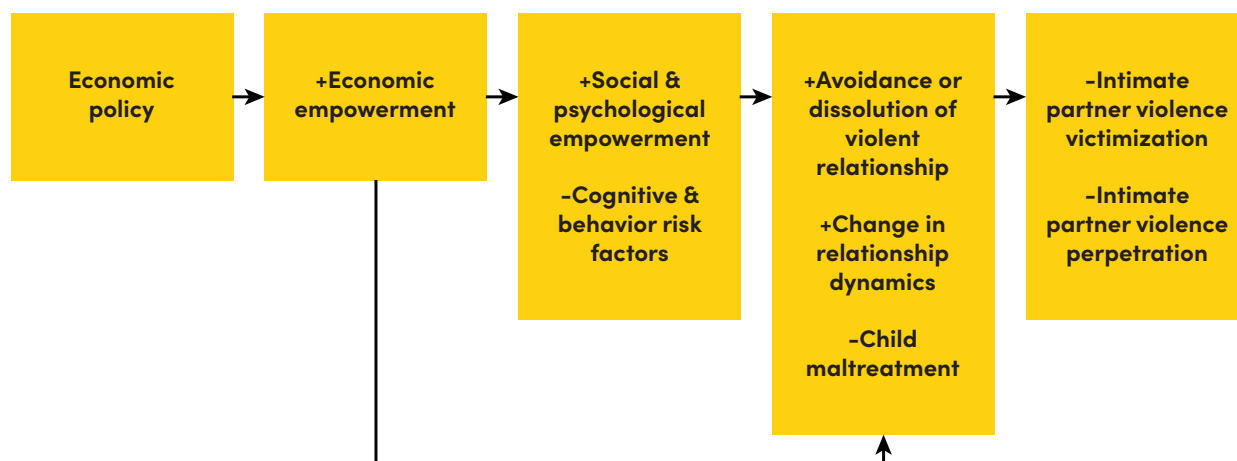 Economic
policy
+Economic
empowerment
+Social &
psychological
empowerment
-Cognitive &
behavior risk
factors
+Avoidance or
dissolution of
violent
relationship
+Change in
relationship
dynamics
-Child
maltreatment
-Intimate
partner violence
victimization
-Intimate
partner violence
perpetration